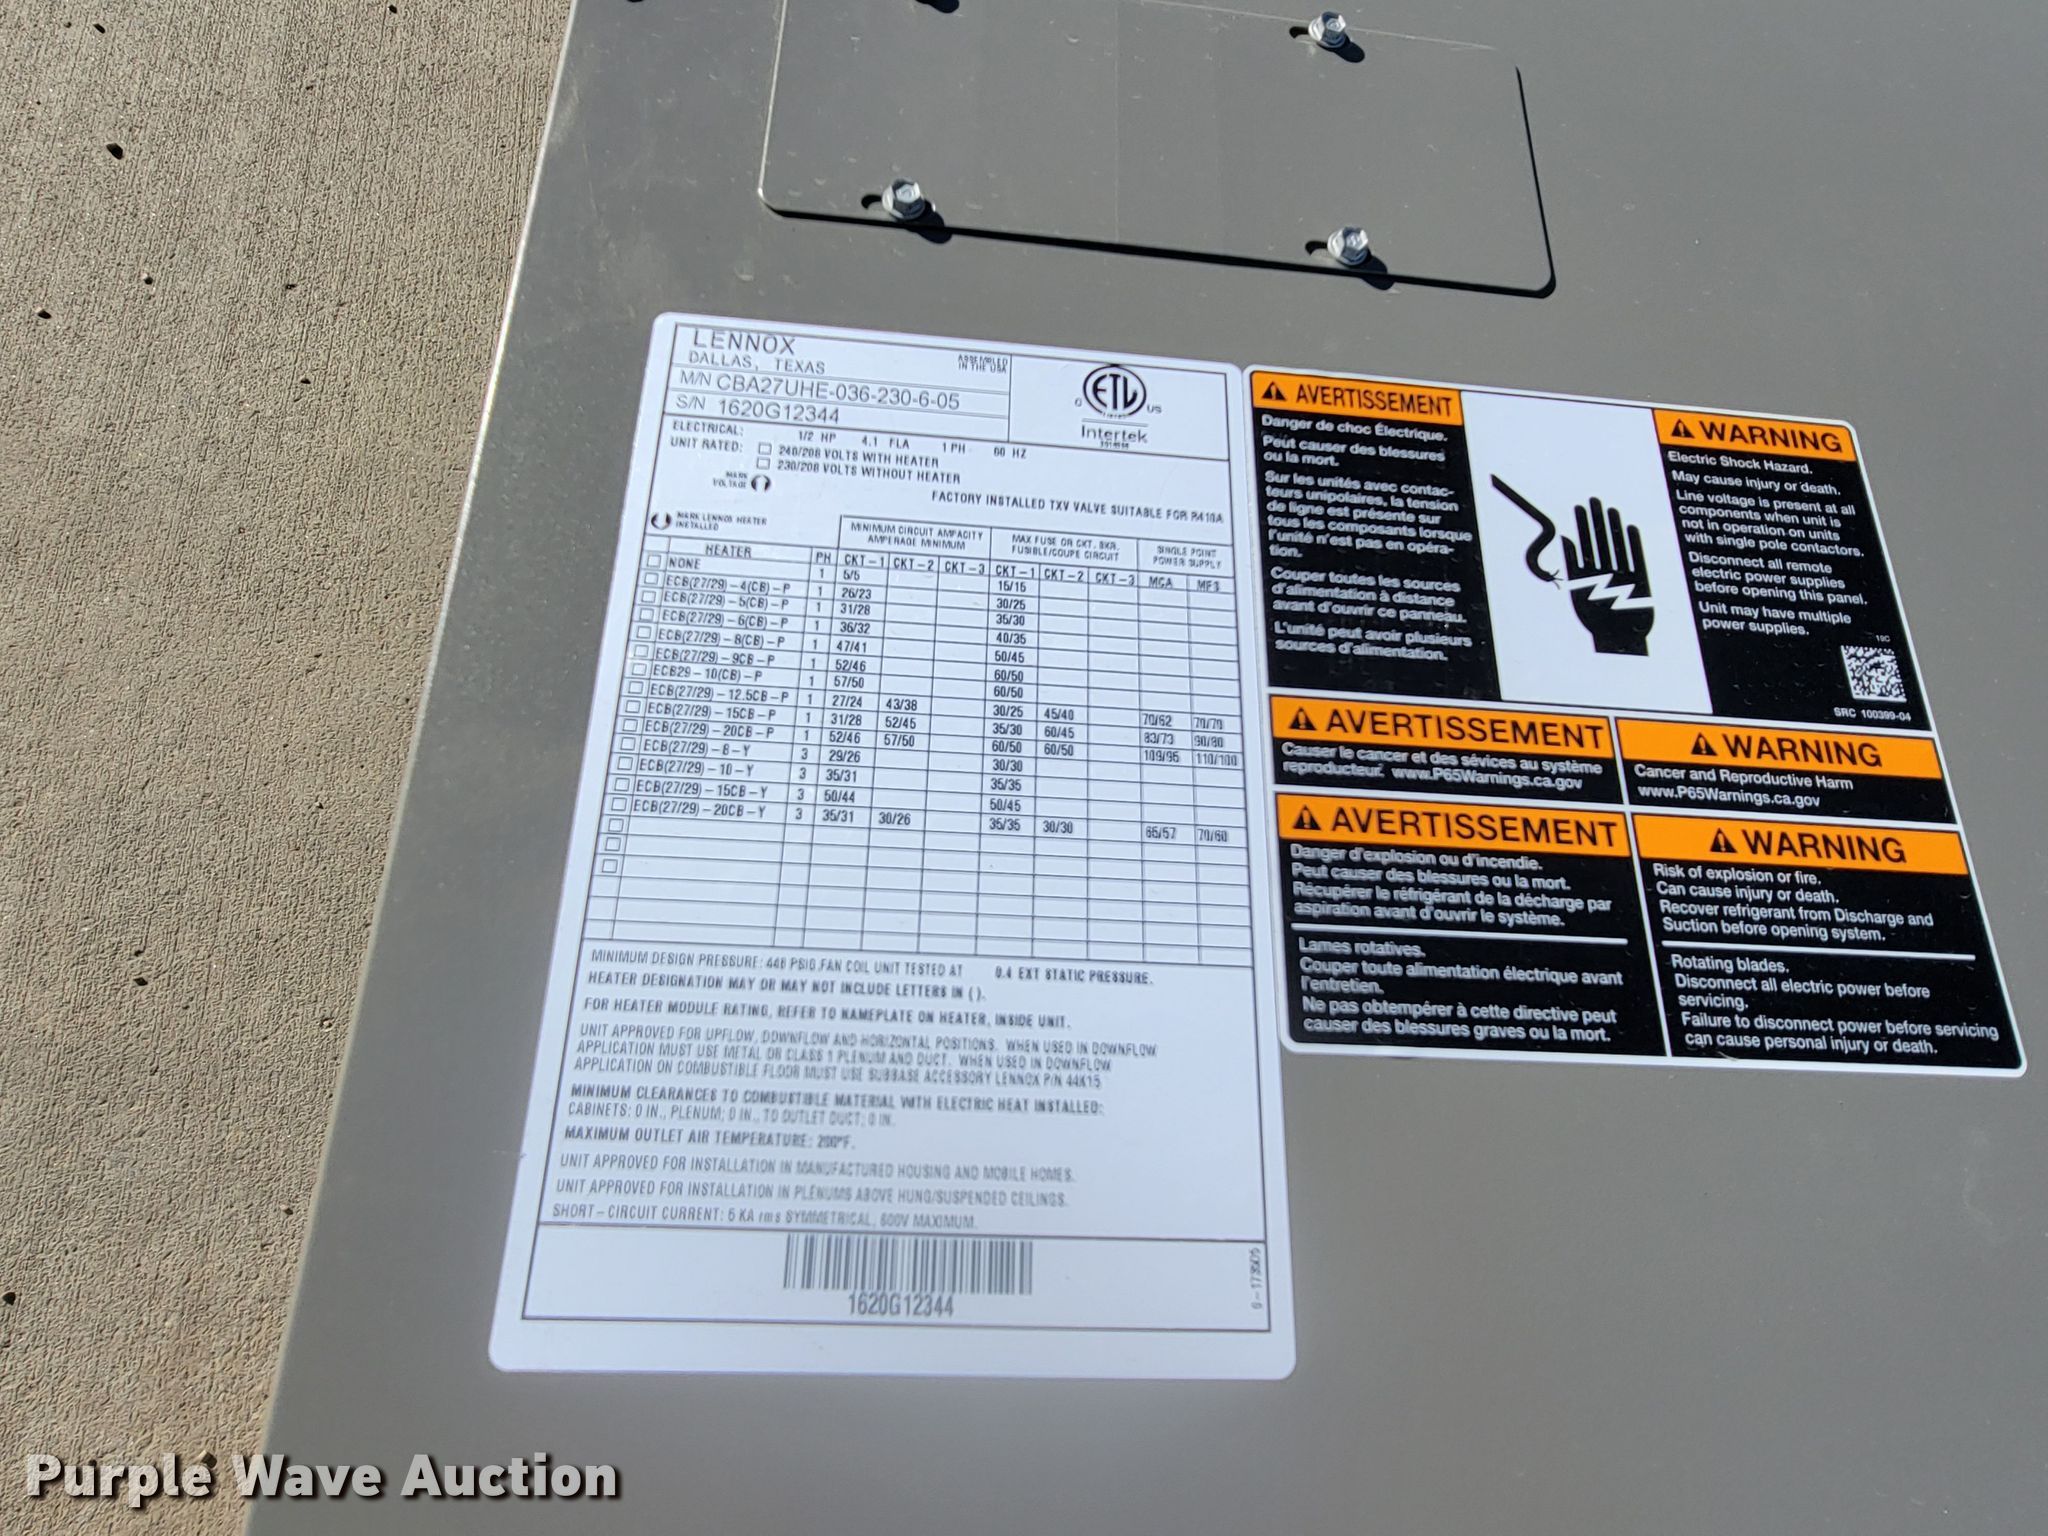 LENNOX
DALLAS, TEXAS
ASSEMBLED
IN THE USA
M/N CBA27UHE-036-230-6-05
S/N 1620G12344
ETL
C US
Intertek
ELECTRICAL: 1/2 HP 4.1 FLA 1 PH 60 HZ
UNIT RATED: 240/208 VOLTS WITH HEATER
230/208 VOLTS WITHOUT HEATER
MARK
VOLTAGE
FACTORY INSTALLED TXV VALVE SUITABLE FOR R410A
MARK LENNOX HEATER
INSTALLED
MINIMUM CIRCUIT AMPACITY
AMPERAGE MINIMUM
MAX FUSE OR CKT. BKR.
FUSIBLE/COUPE CIRCUIT
SINGLE POINT
POWER SUPPLY
HEATER PH CKT-1 CKT-2 CKT-3 CKT-1 CKT-2 CKT-3 MCA MFS
NONE 1 5/5 15/15
ECB(27/29)-4(CB)-P 1 26/23 30/25
ECB(27/29)-5(CB)-P 1 31/28 35/30
ECB(27/29)-6(CB)-P 1 36/32 40/35
ECB(27/29)-8(CB)-P 1 47/41 50/45
ECB(27/29)-9CB-P 1 52/46 60/50
ECB29-10(CB)-P 1 57/50 60/50
ECB(27/29)-12.5CB-P 1 27/24 43/38 30/25 45/40 70/62 70/70
ECB(27/29)-15CB-P 1 31/28 52/45 35/30 60/45 83/73 90/80
ECB(27/29)-20CB-P 1 52/46 57/50 60/50 60/50 109/95 110/100
ECB(27/29)-8-Y 3 29/26 30/30
ECB(27/29)-10-Y 3 35/31 35/35
ECB(27/29)-15CB-Y 3 50/44 50/45
ECB(27/29)-20CB-Y 3 35/31 30/26 35/35 30/30 65/57 70/60
MINIMUM DESIGN PRESSURE: 446 PSIG.FAN COIL UNIT TESTED AT 0.4 EXT STATIC PRESSURE.
HEATER DESIGNATION MAY OR MAY NOT INCLUDE LETTERS IN ( ).
FOR HEATER MODULE RATING, REFER TO NAMEPLATE ON HEATER, INSIDE UNIT.
UNIT APPROVED FOR UPFLOW, DOWNFLOW AND HORIZONTAL POSITIONS. WHEN USED IN DOWNFLOW
APPLICATION MUST USE METAL OR CLASS 1 PLENUM AND DUCT. WHEN USED IN DOWNFLOW
APPLICATION ON COMBUSTIBLE FLOOR MUST USE SUBBASE ACCESSORY LENNOX P/N 44K15
MINIMUM CLEARANCES TO COMBUSTIBLE MATERIAL WITH ELECTRIC HEAT INSTALLED:
CABINETS: 0 IN., PLENUM: 0 IN., TO OUTLET DUCT: 0 IN.
MAXIMUM OUTLET AIR TEMPERATURE: 200°F.
UNIT APPROVED FOR INSTALLATION IN MANUFACTURED HOUSING AND MOBILE HOMES.
UNIT APPROVED FOR INSTALLATION IN PLENUMS ABOVE HUNG/SUSPENDED CEILINGS.
SHORT-CIRCUIT CURRENT: 5 KA rms SYMMETRICAL, 600V MAXIMUM.
1620G12344
AVERTISSEMENT
Danger de choc Électrique.
Peut causer des blessures
ou la mort.
Sur les unités avec contac-
teurs unipolaires, la tension
de ligne est présente sur
tous les composants lorsque
l'unité n'est pas en opéra-
tion.
Couper toutes les sources
d'alimentation à distance
avant d'ouvrir ce panneau.
L'unité peut avoir plusieurs
sources d'alimentation.
WARNING
Electric Shock Hazard.
May cause injury or death.
Line voltage is present at all
components when unit is
not in operation on units
with single pole contactors.
Disconnect all remote
electric power supplies
before opening this panel.
Unit may have multiple
power supplies.
SRC 100399-04
AVERTISSEMENT
Causer le cancer et des sévices au système
reproducteur. www.P65Warnings.ca.gov
WARNING
Cancer and Reproductive Harm
www.P65Warnings.ca.gov
AVERTISSEMENT
Danger d'explosion ou d'incendie.
Peut causer des blessures ou la mort.
Récupérer le réfrigérant de la décharge par
aspiration avant d'ouvrir le système.
Lames rotatives.
Couper toute alimentation électrique avant
l'entretien.
Ne pas obtempérer à cette directive peut
causer des blessures graves ou la mort.
WARNING
Risk of explosion or fire.
Can cause injury or death.
Recover refrigerant from Discharge and
Suction before opening system.
Rotating blades.
Disconnect all electric power before
servicing.
Failure to disconnect power before servicing
can cause personal injury or death.
Purple Wave Auction